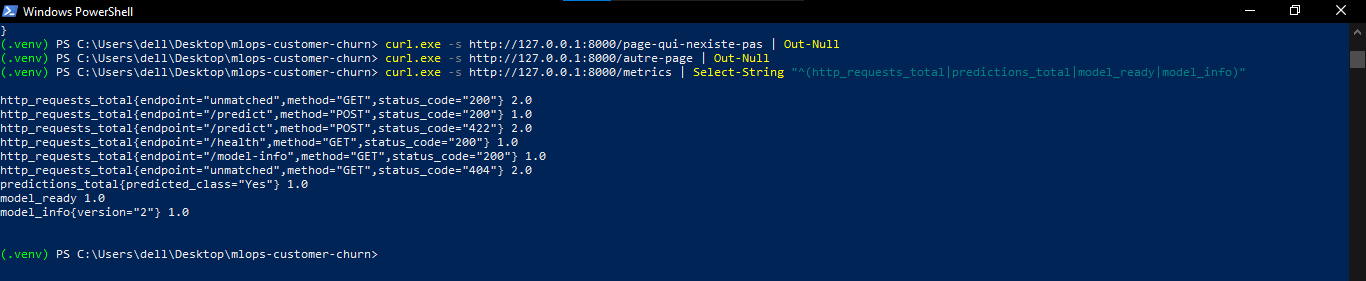 Windows PowerShell
}
(.venv) PS C:\Users\dell\Desktop\mlops-customer-churn> curl.exe -s http://127.0.0.1:8000/page-qui-nexiste-pas | Out-Null
(.venv) PS C:\Users\dell\Desktop\mlops-customer-churn> curl.exe -s http://127.0.0.1:8000/autre-page | Out-Null
(.venv) PS C:\Users\dell\Desktop\mlops-customer-churn> curl.exe -s http://127.0.0.1:8000/metrics | Select-String "^(http_requests_total|predictions_total|model_ready|model_info)"
http_requests_total{endpoint="unmatched",method="GET",status_code="200"} 2.0
http_requests_total{endpoint="/predict",method="POST",status_code="200"} 1.0
http_requests_total{endpoint="/predict",method="POST",status_code="422"} 2.0
http_requests_total{endpoint="/health",method="GET",status_code="200"} 1.0
http_requests_total{endpoint="/model-info",method="GET",status_code="200"} 1.0
http_requests_total{endpoint="unmatched",method="GET",status_code="404"} 2.0
predictions_total{predicted_class="Yes"} 1.0
model_ready 1.0
model_info{version="2"} 1.0
(.venv) PS C:\Users\dell\Desktop\mlops-customer-churn>